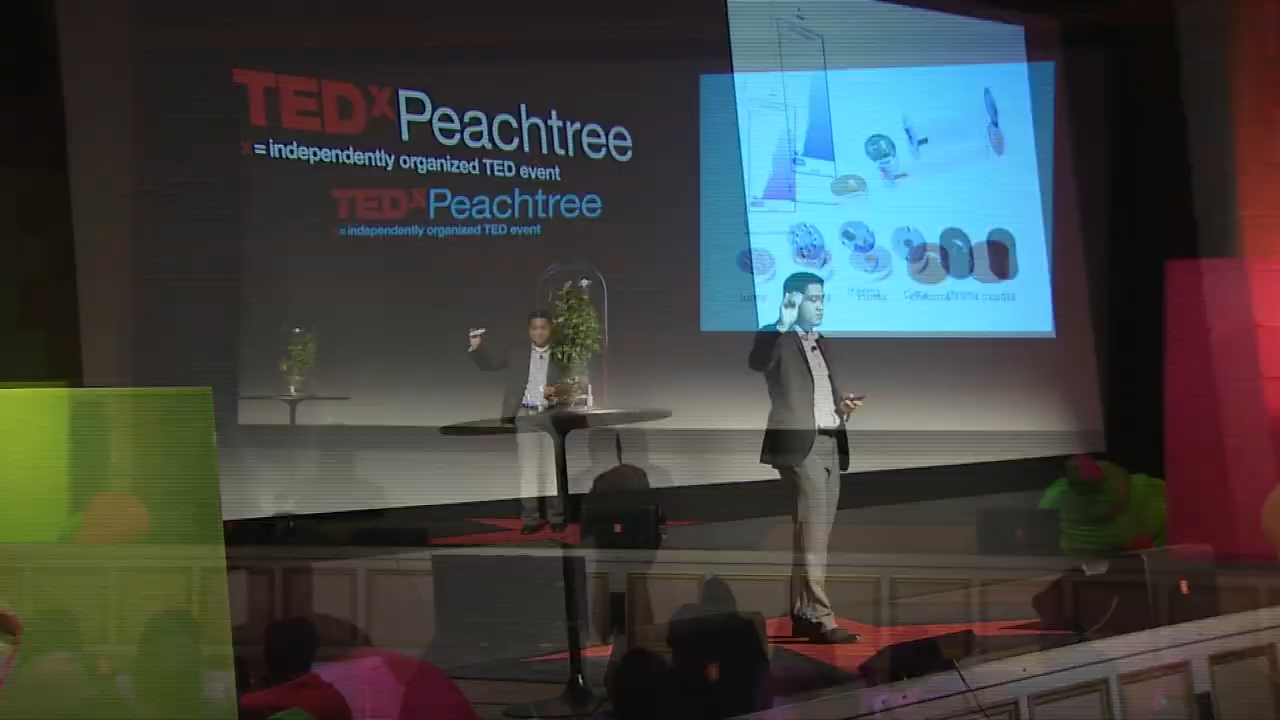 TEDxPeachtree
x = independently organized TED event
TEDxPeachtree
x = independently organized TED event